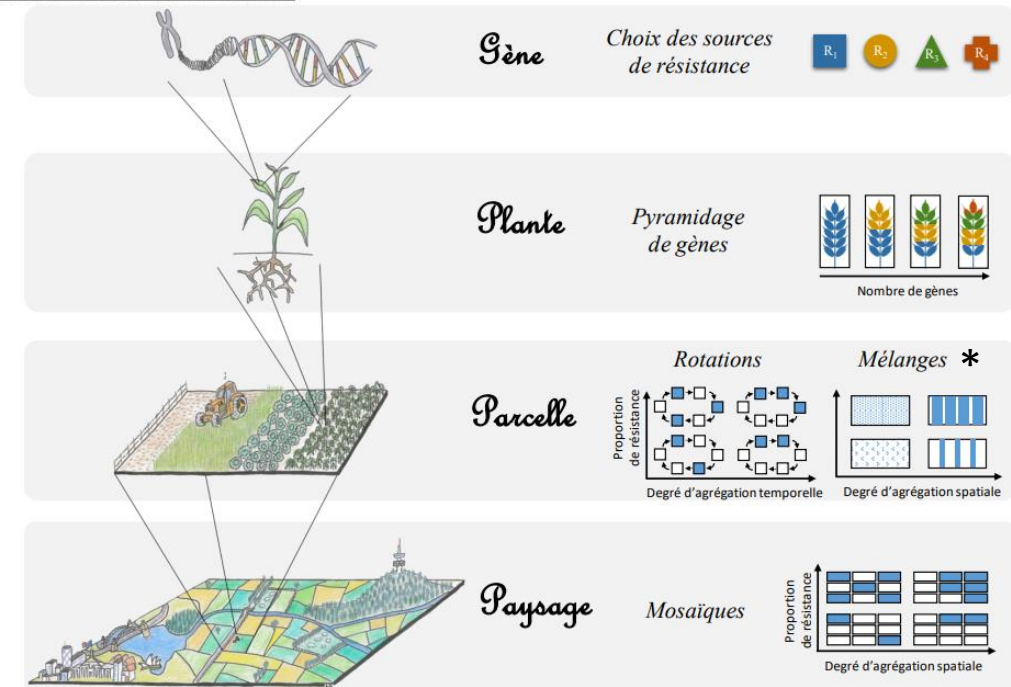 Gène
Choix des sources
de résistance
R1 R2 R3 R4
Plante
Pyramidage
de gènes
Nombre de gènes
Parcelle
Rotations
Proportion
de résistance
Degré d'agrégation temporelle
Mélanges *
Degré d'agrégation spatiale
Paysage
Mosaïques
Proportion
de résistance
Degré d'agrégation spatiale